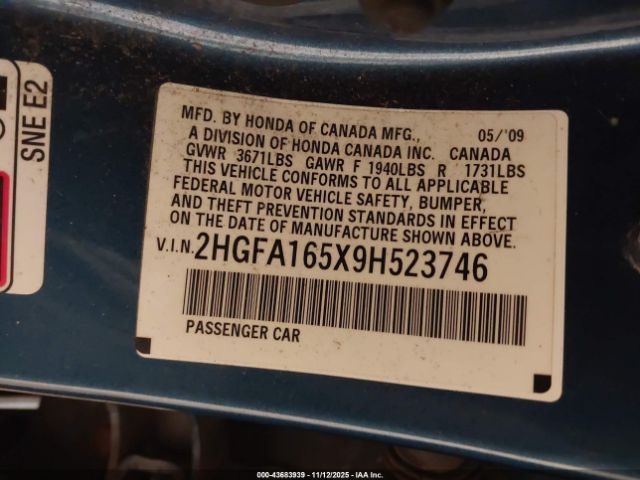 SNE E2
MFD. BY HONDA OF CANADA MFG., 05/'09
A DIVISION OF HONDA CANADA INC. CANADA
GVWR 3671LBS GAWR F 1940LBS R 1731LBS
THIS VEHICLE CONFORMS TO ALL APPLICABLE
FEDERAL MOTOR VEHICLE SAFETY, BUMPER,
AND THEFT PREVENTION STANDARDS IN EFFECT
ON THE DATE OF MANUFACTURE SHOWN ABOVE.
V.I.N. 2HGFA165X9H523746
PASSENGER CAR
000-43683939 - 11/12/2025 - IAA Inc.